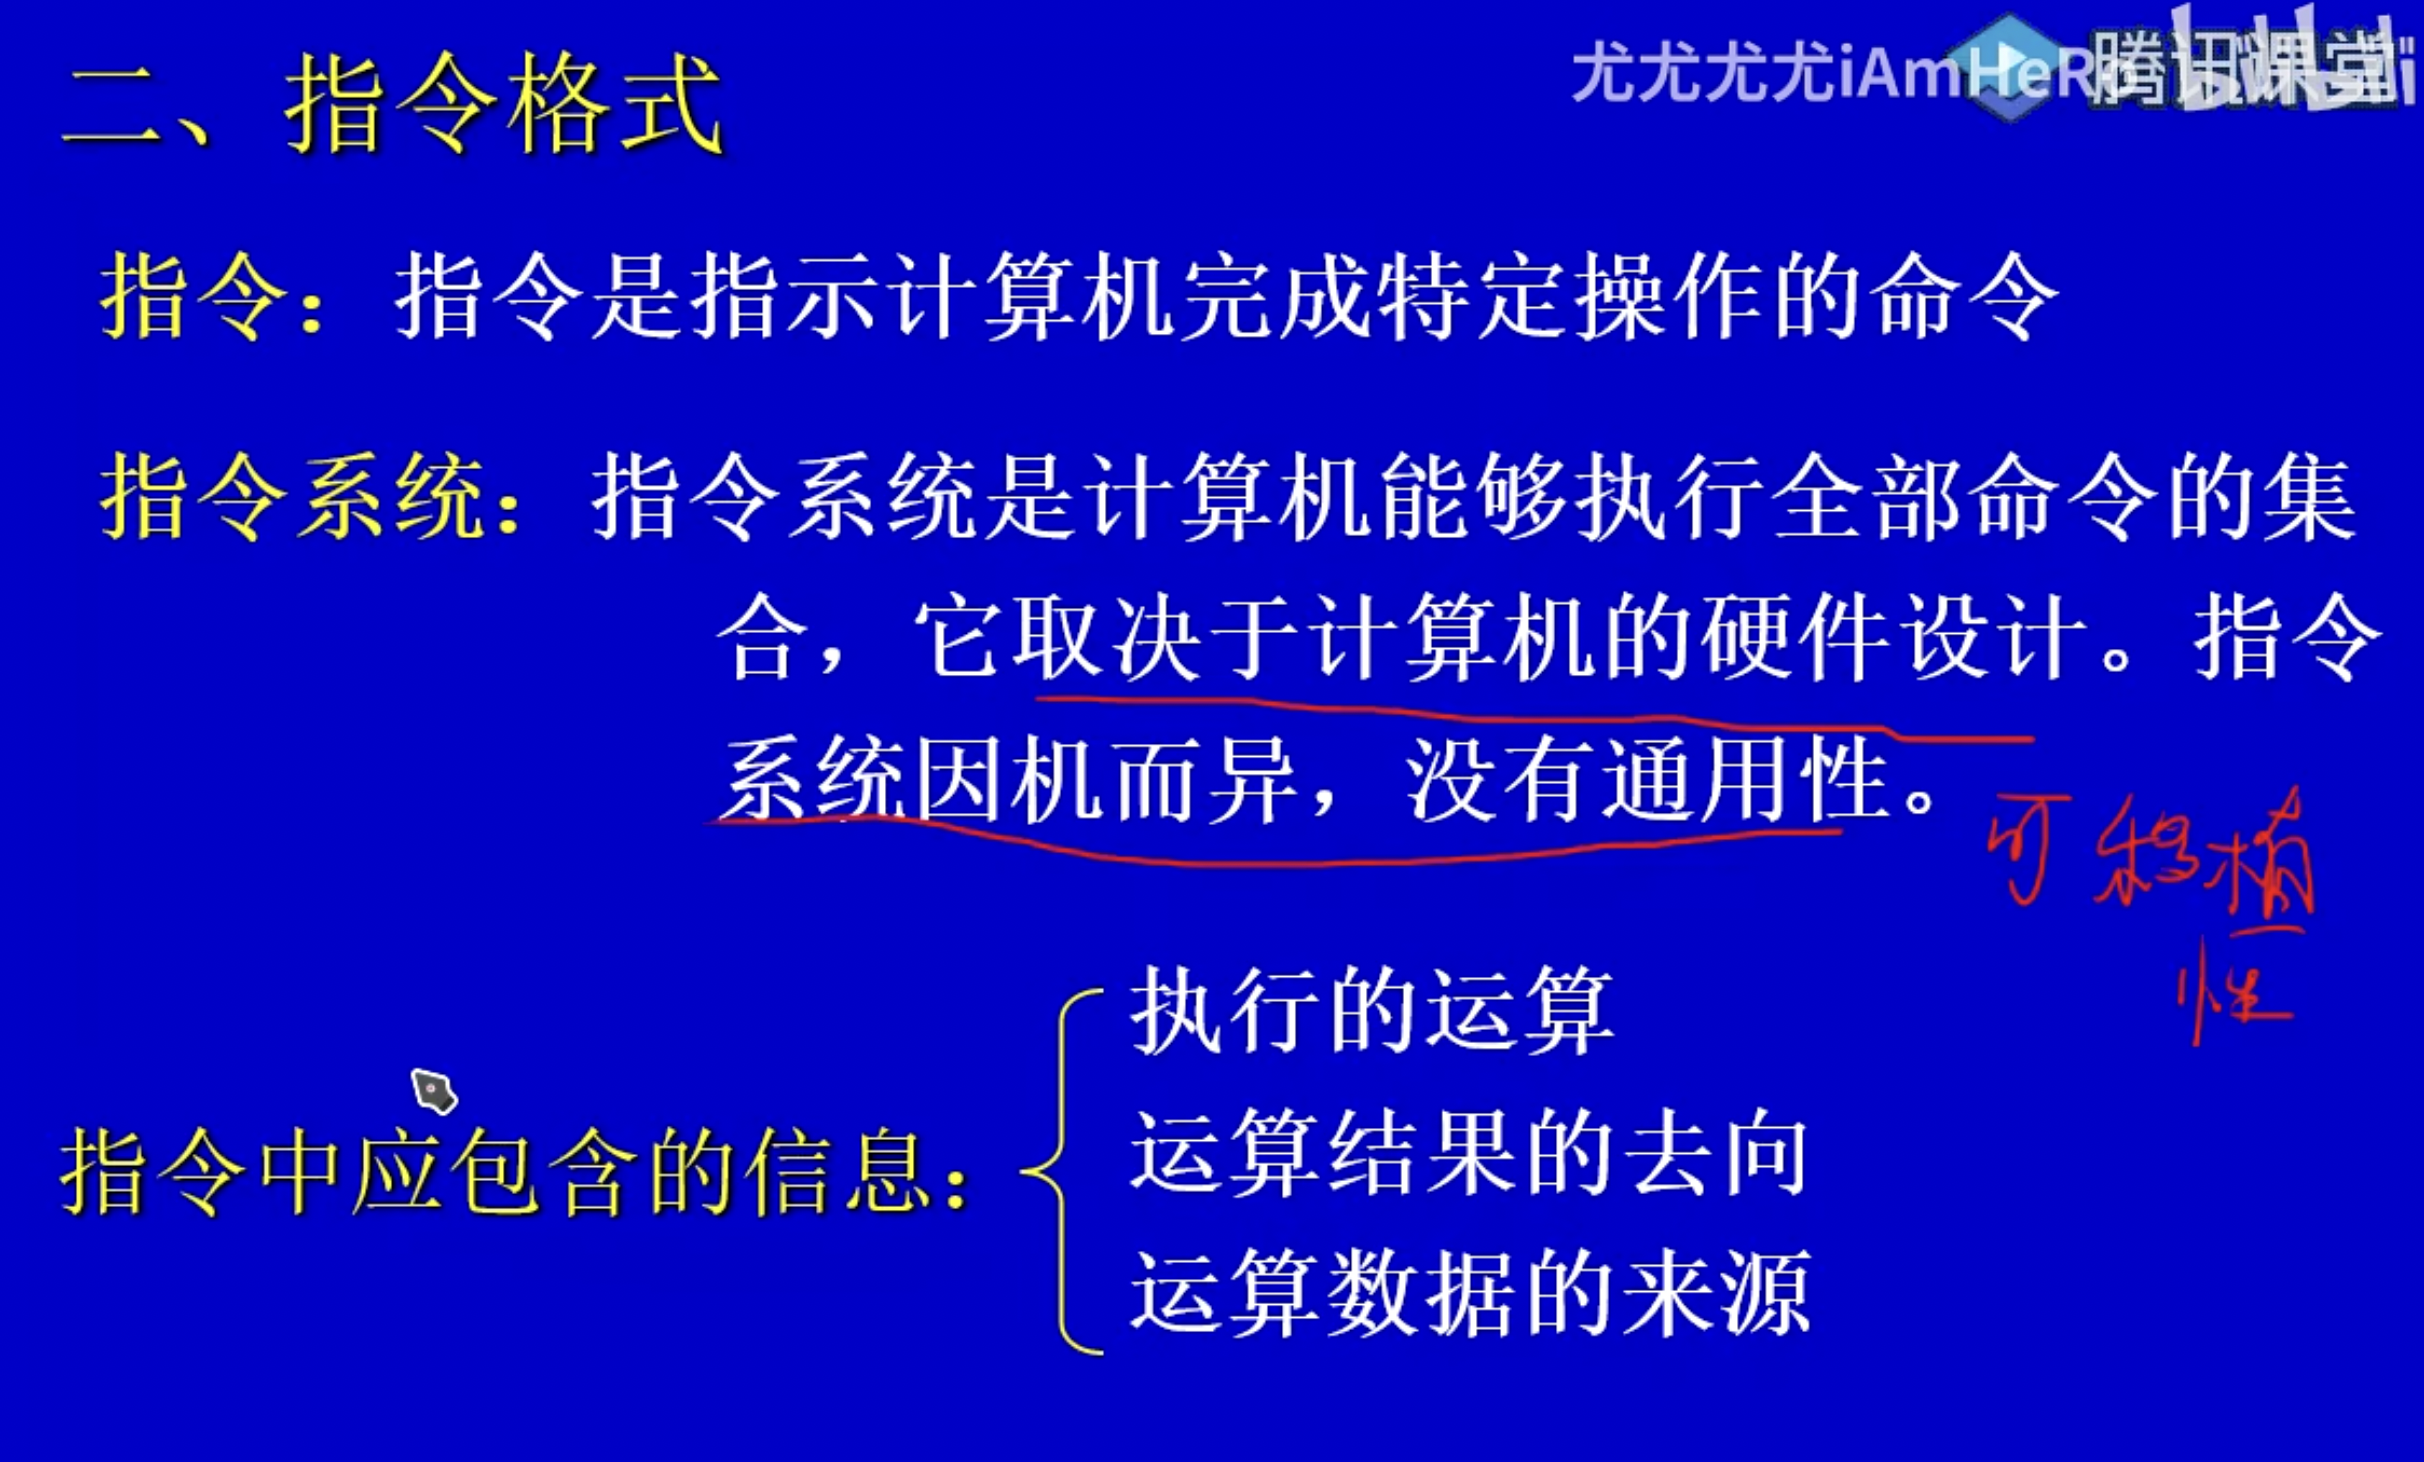 尤尤尤尤iAmHeRo
腾讯课堂
二、指令格式
指令：指令是指示计算机完成特定操作的命令
指令系统：指令系统是计算机能够执行全部命令的集
合，它取决于计算机的硬件设计。指令
系统因机而异，没有通用性。
可移植
性
执行的运算
运算结果的去向
指令中应包含的信息：
运算数据的来源